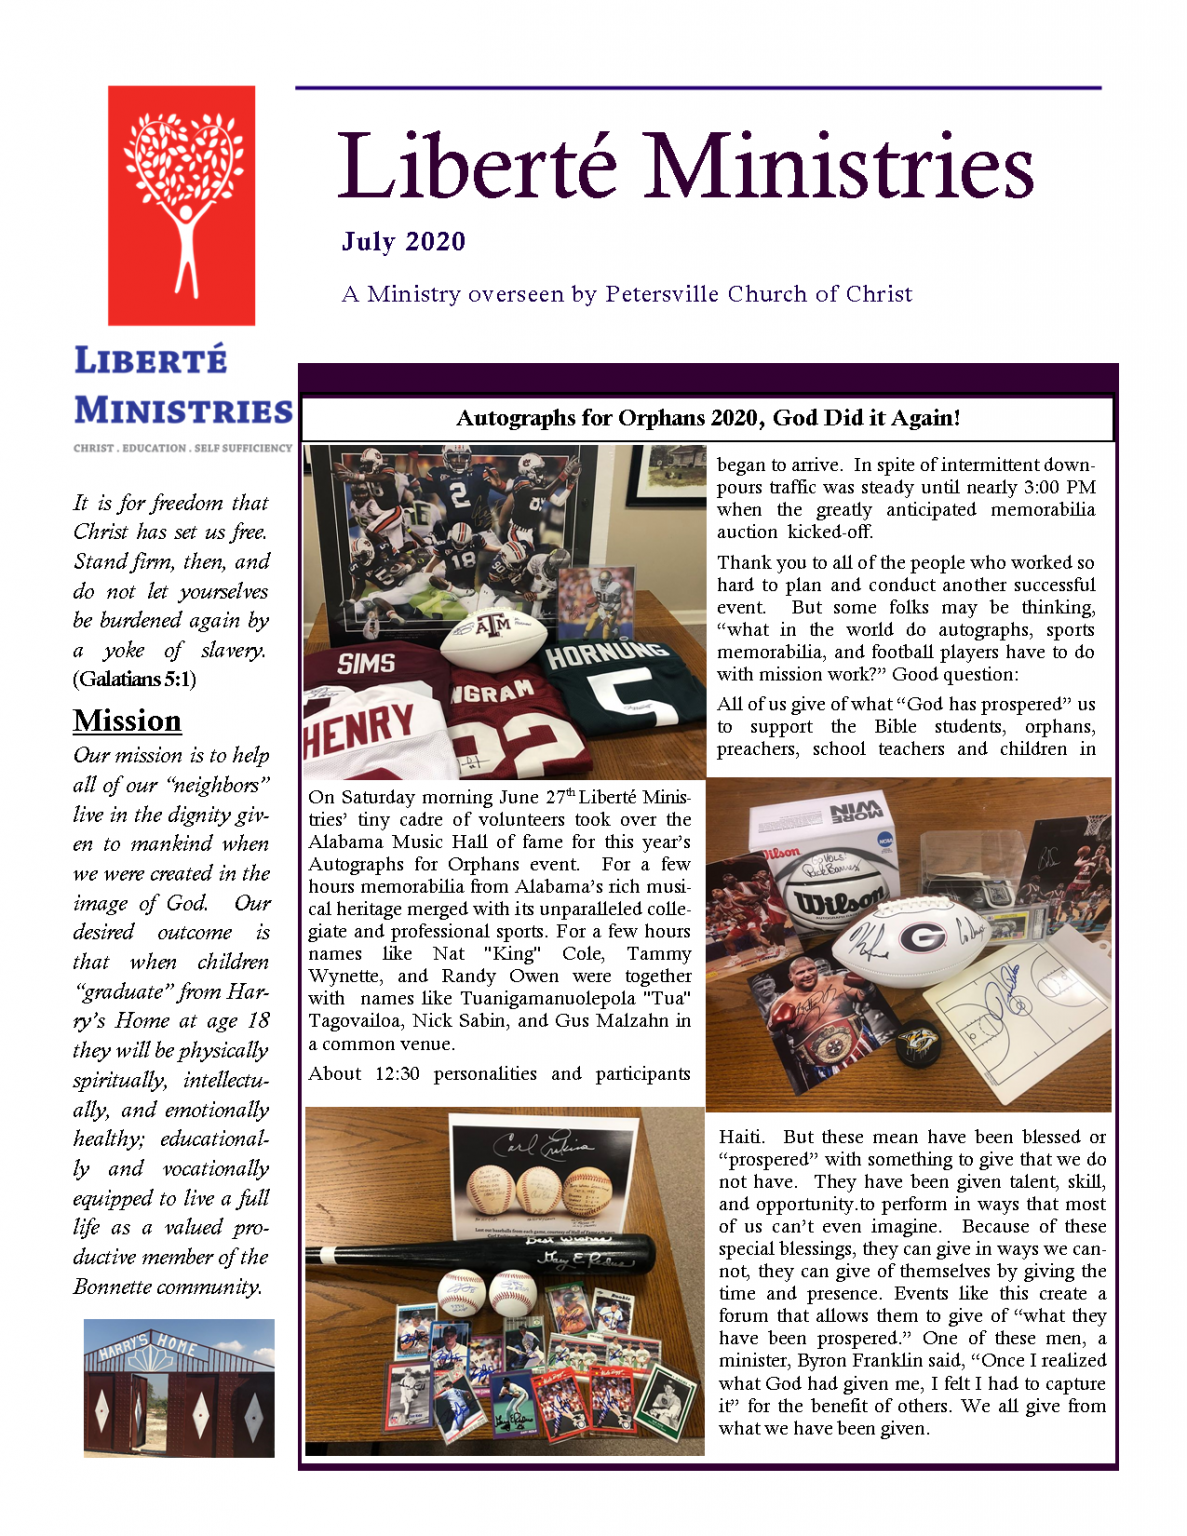 Liberté Ministries
July 2020
A Ministry overseen by Petersville Church of Christ
LIBERTÉ
MINISTRIES
CHRIST . EDUCATION . SELF SUFFICIENCY
It is for freedom that
Christ has set us free.
Stand firm, then, and
do not let yourselves
be burdened again by
a yoke of slavery.
(Galatians 5:1)
Mission
Our mission is to help
all of our “neighbors”
live in the dignity giv-
en to mankind when
we were created in the
image of God. Our
desired outcome is
that when children
“graduate” from Har-
ry’s Home at age 18
they will be physically
spiritually, intellectu-
ally, and emotionally
healthy; educational-
ly and vocationally
equipped to live a full
life as a valued pro-
ductive member of the
Bonnette community.
HARRY'S HOME
Autographs for Orphans 2020, God Did it Again!
2
18
90
ATM
SIMS
HENRY
INGRAM
22
HORNUNG
5
On Saturday morning June 27th Liberté Minis-
tries’ tiny cadre of volunteers took over the
Alabama Music Hall of fame for this year’s
Autographs for Orphans event. For a few
hours memorabilia from Alabama’s rich musi-
cal heritage merged with its unparalleled colle-
giate and professional sports. For a few hours
names like Nat "King" Cole, Tammy
Wynette, and Randy Owen were together
with names like Tuanigamanuolepola "Tua"
Tagovailoa, Nick Sabin, and Gus Malzahn in
a common venue.
About 12:30 personalities and participants
Carl Erskine
Best Wishes
began to arrive. In spite of intermittent down-
pours traffic was steady until nearly 3:00 PM
when the greatly anticipated memorabilia
auction kicked-off.
Thank you to all of the people who worked so
hard to plan and conduct another successful
event. But some folks may be thinking,
“what in the world do autographs, sports
memorabilia, and football players have to do
with mission work?” Good question:
All of us give of what “God has prospered” us
to support the Bible students, orphans,
preachers, school teachers and children in
MORE
WIN
Wilson
NCAA
Go Vols!
Rick Barnes
Wilson
G
Haiti. But these mean have been blessed or
“prospered” with something to give that we do
not have. They have been given talent, skill,
and opportunity.to perform in ways that most
of us can’t even imagine. Because of these
special blessings, they can give in ways we can-
not, they can give of themselves by giving the
time and presence. Events like this create a
forum that allows them to give of “what they
have been prospered.” One of these men, a
minister, Byron Franklin said, “Once I realized
what God had given me, I felt I had to capture
it” for the benefit of others. We all give from
what we have been given.